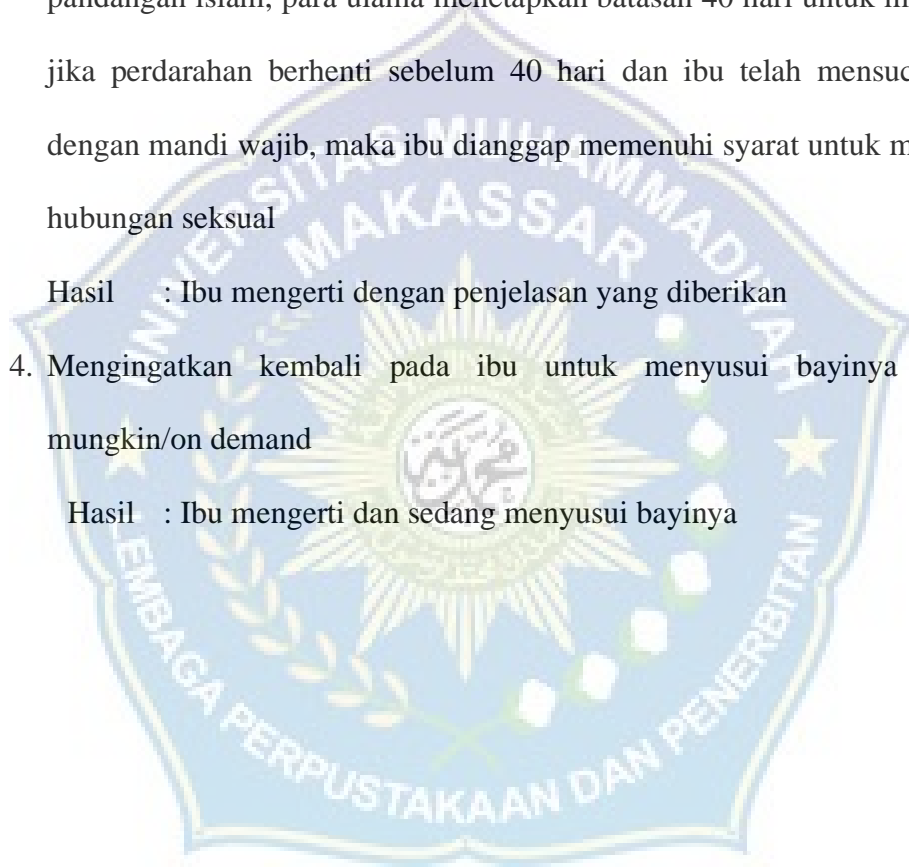 pandangan islam, para ulama menetapkan batasan 40 hari untuk
jika perdarahan berhenti sebelum 40 hari dan ibu telah
dengan mandi wajib, maka ibu dianggap memenuhi syarat untuk
hubungan seksual
Hasil : Ibu mengerti dengan penjelasan yang diberikan
4. Mengingatkan kembali pada ibu untuk menyusui bayinya
mungkin/on demand
Hasil : Ibu mengerti dan sedang menyusui bayinya
UNIVERSITAS MUHAMMADIYAH
MAKASSAR
LEMBAGA PERPUSTAKAAN DAN PENERBITAN